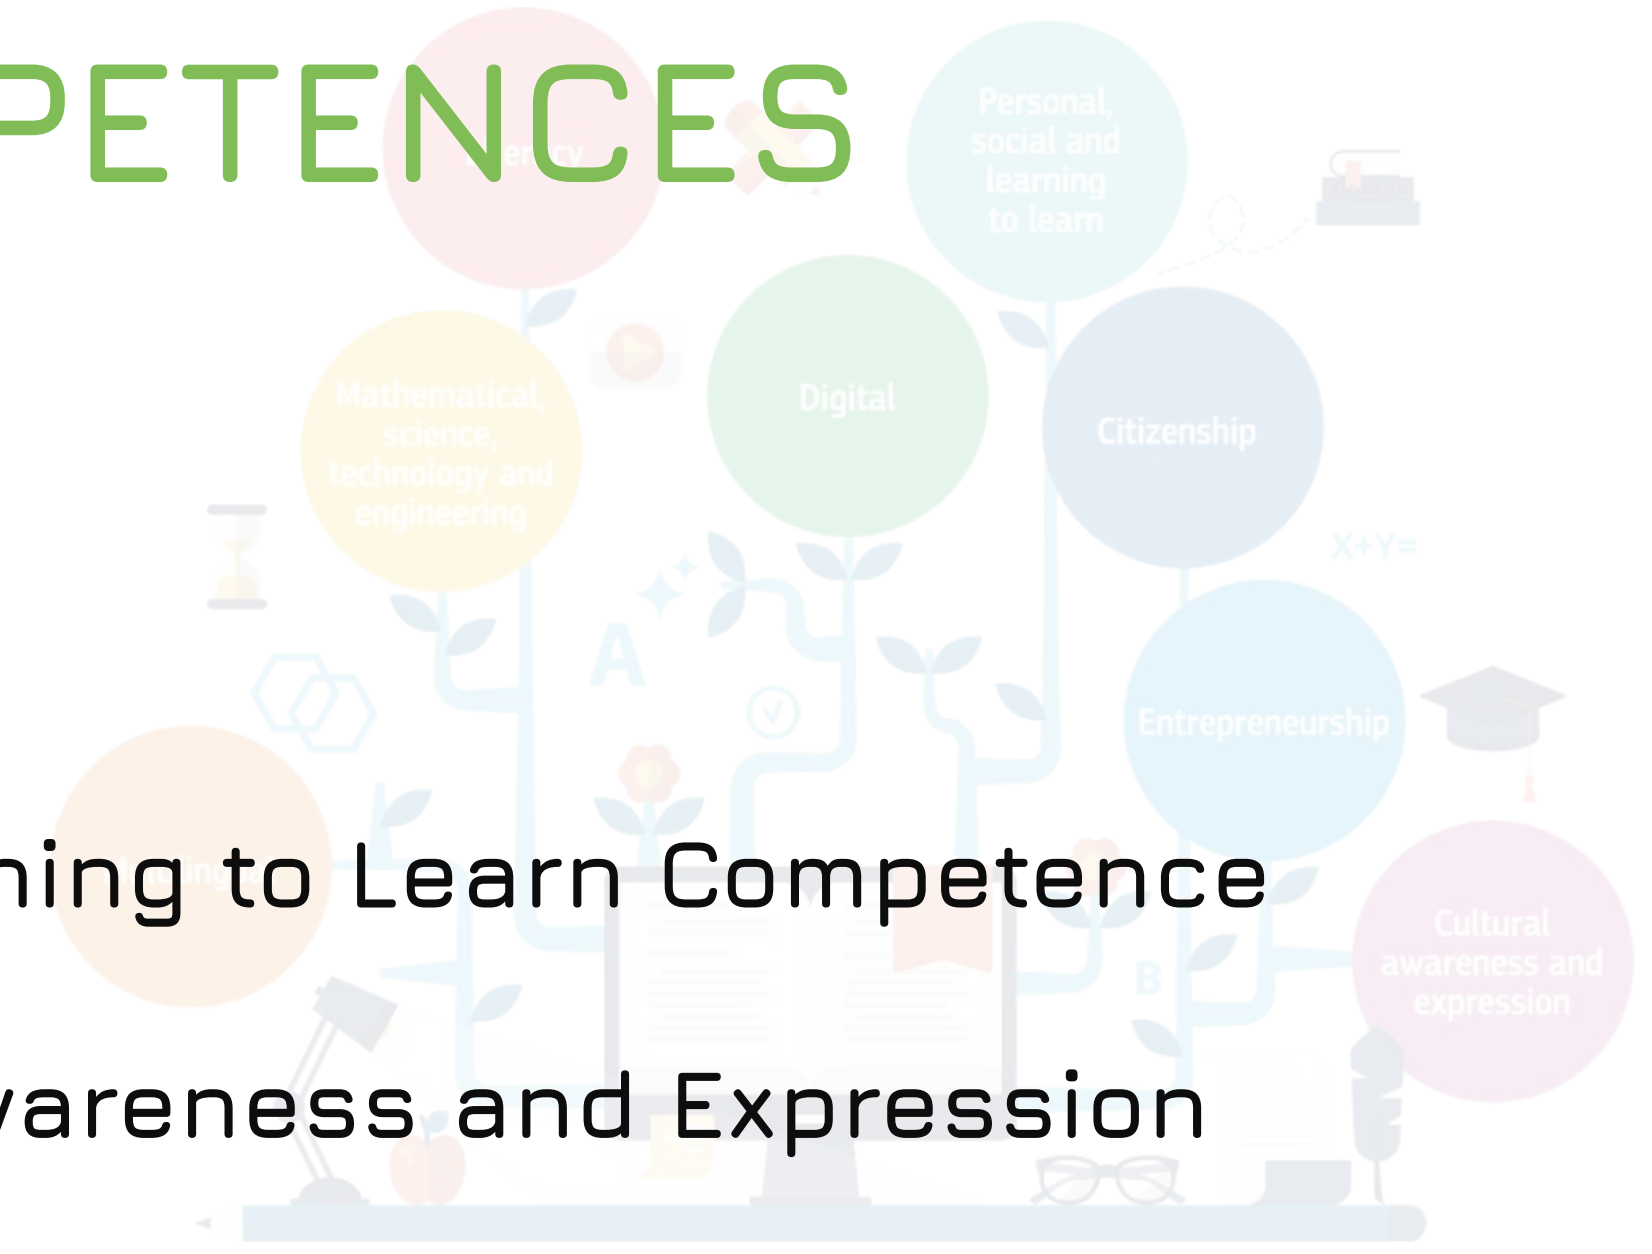 PETENCES
Personal,
social and
learning
to learn
Digital
Citizenship
Mathematical,
science,
technology and
engineering
X+Y=
A
Entrepreneurship
ning to Learn Competence
Cultural
awareness and
expression
B
wareness and Expression